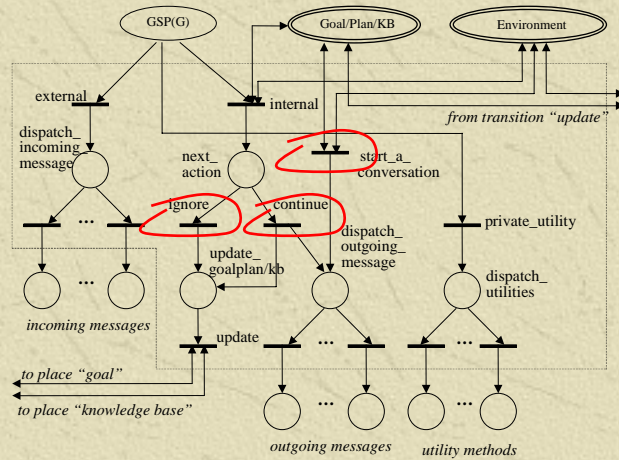 GSP(G)
Goal/Plan/KB
Environment
external
internal
from transition “update”
dispatch_
incoming_
message
next_
action
start_a_
conversation
ignore
continue
...
private_utility
dispatch_
outgoing_
message
update_
goalplan/kb
dispatch_
utilities
...
incoming messages
update
...
...
to place “goal”
to place “knowledge base”
...
...
outgoing messages
utility methods